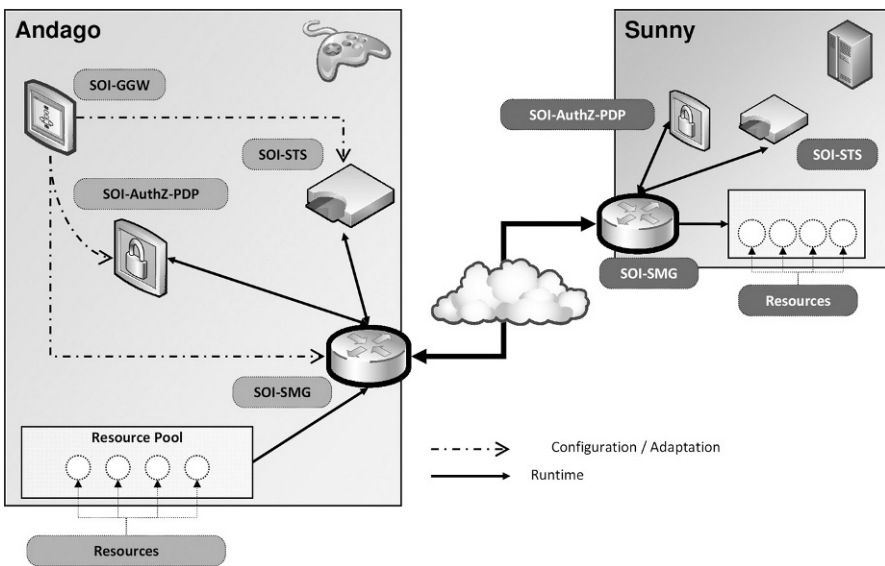 Andago
SOI-GGW
SOI-STS
SOI-AuthZ-PDP
SOI-SMG
Resource Pool
Resources
Sunny
SOI-AuthZ-PDP
SOI-STS
SOI-SMG
Resources
Configuration / Adaptation
Runtime